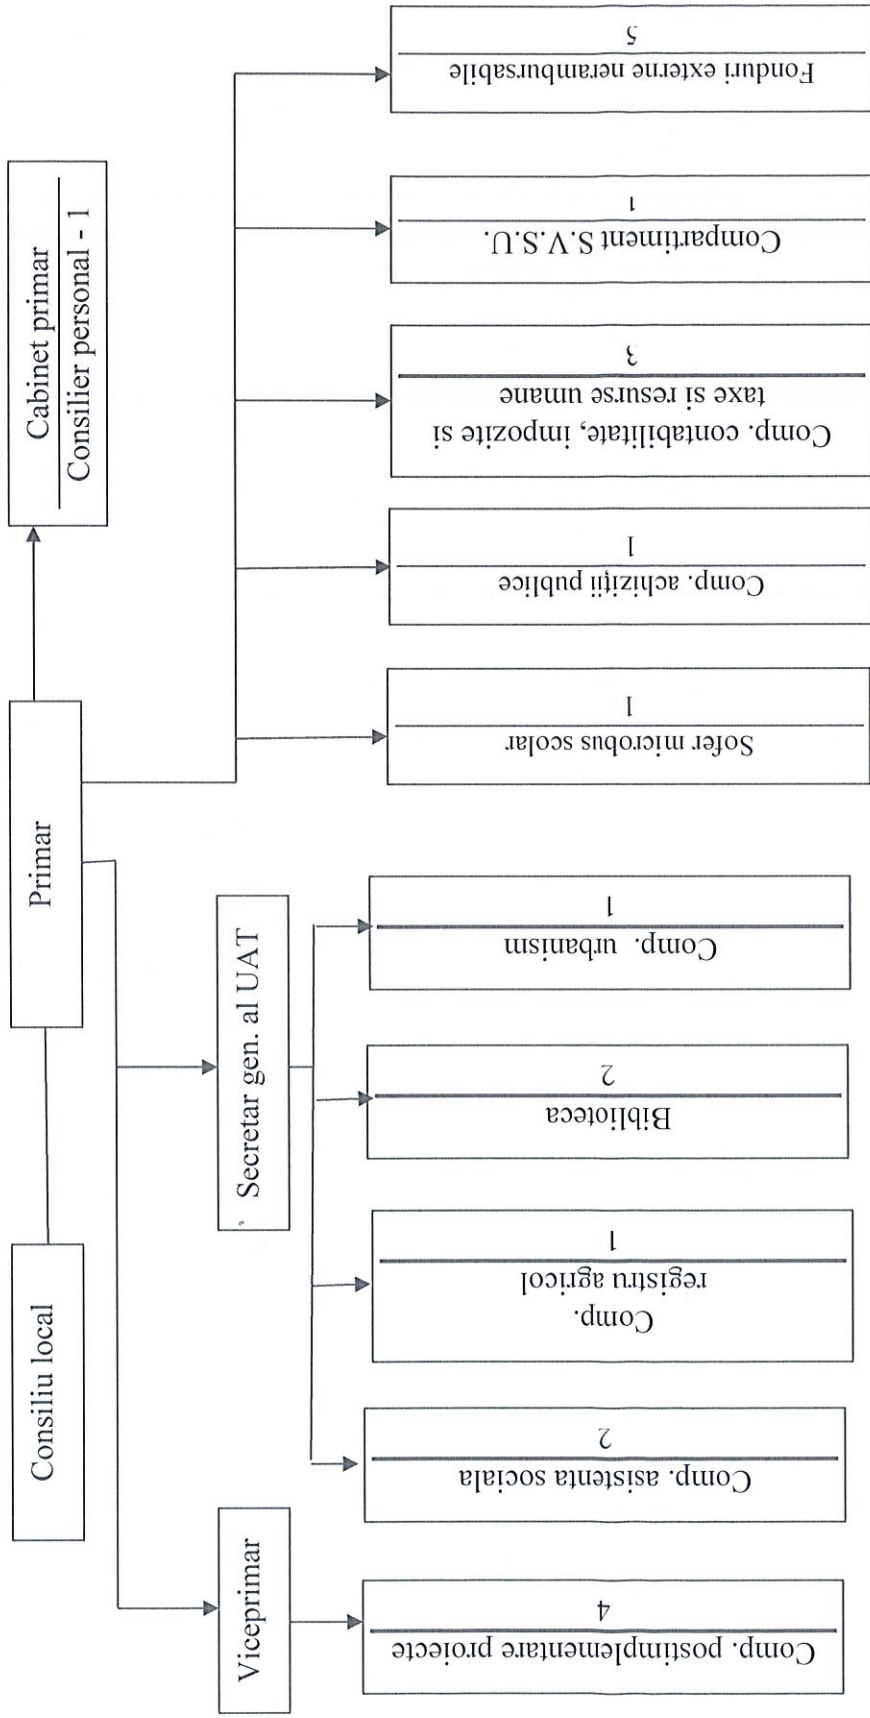 Consiliu local
Primar
Cabinet primar
Consilier personal - 1
Viceprimar
Secretar gen. al UAT
Comp. postimplementare proiecte
4
Comp. asistenta sociala
2
Comp.
registru agricol
1
Biblioteca
2
Comp. urbanism
1
Sofer microbus scolar
1
Comp. achiziţii publice
1
Comp. contabilitate, impozite si
taxe si resurse umane
3
Compartiment S.V.S.U.
1
Fonduri externe nerambursabile
5